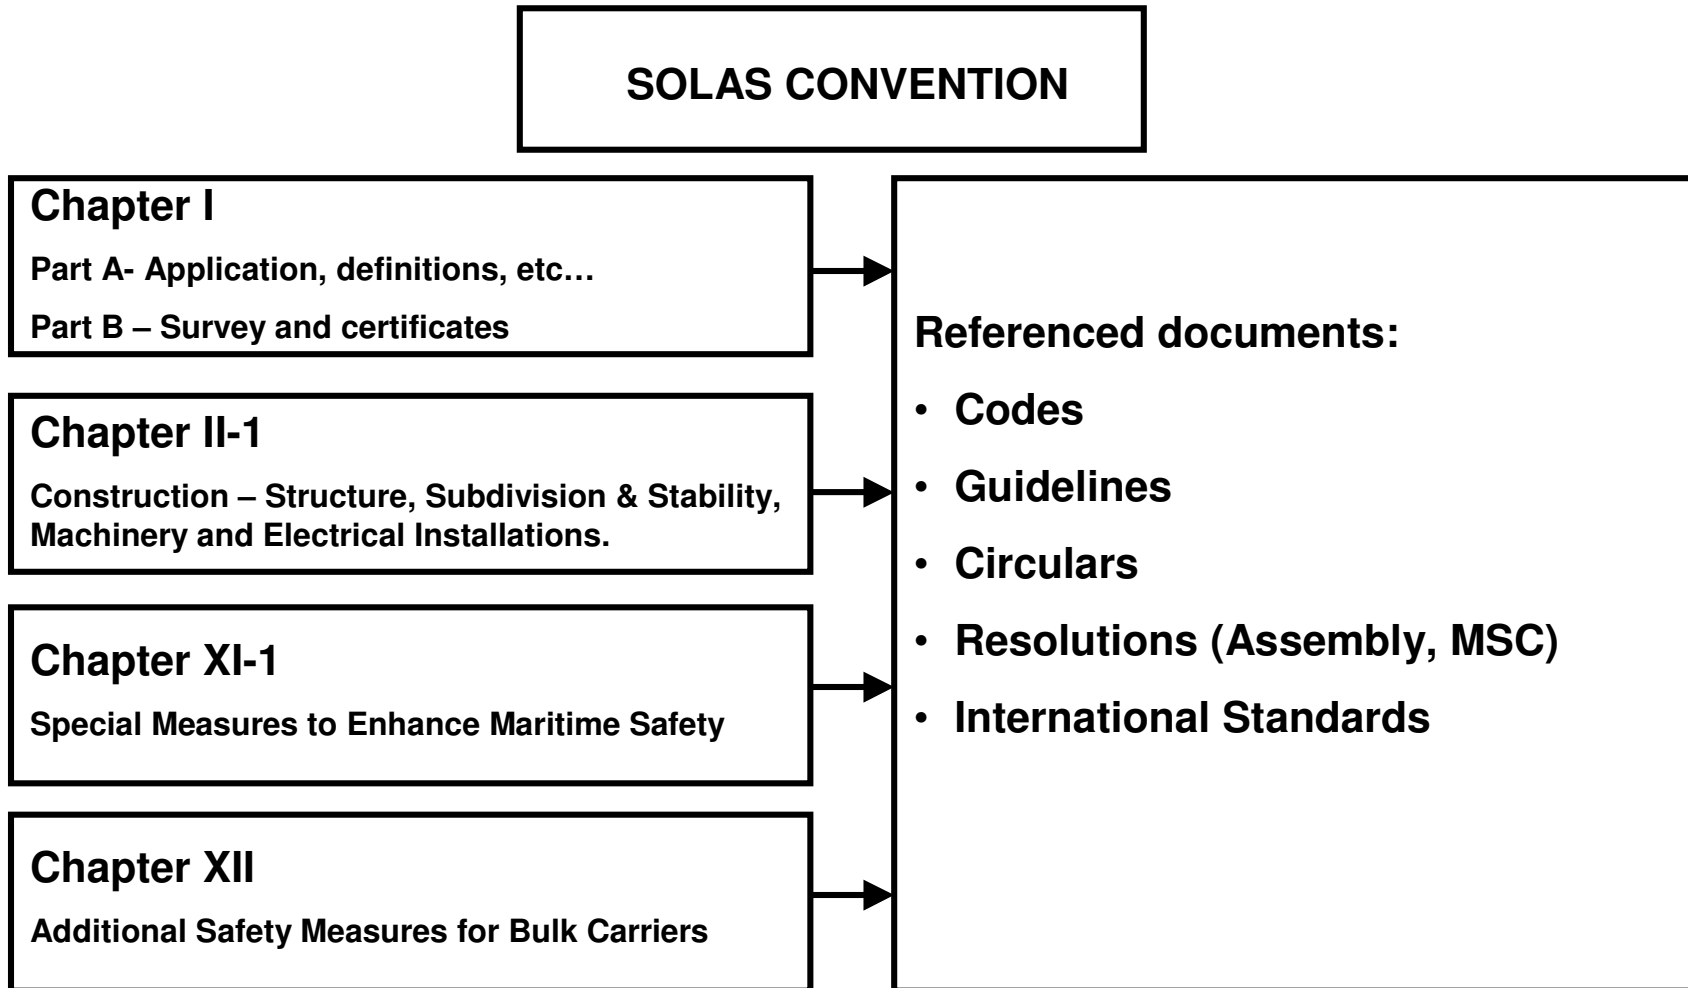 SOLAS CONVENTION
Chapter I
Part A- Application, definitions, etc…
Part B – Survey and certificates
Chapter II-1
Construction – Structure, Subdivision & Stability,
Machinery and Electrical Installations.
Chapter XI-1
Special Measures to Enhance Maritime Safety
Chapter XII
Additional Safety Measures for Bulk Carriers
Referenced documents:
• Codes
• Guidelines
• Circulars
• Resolutions (Assembly, MSC)
• International Standards